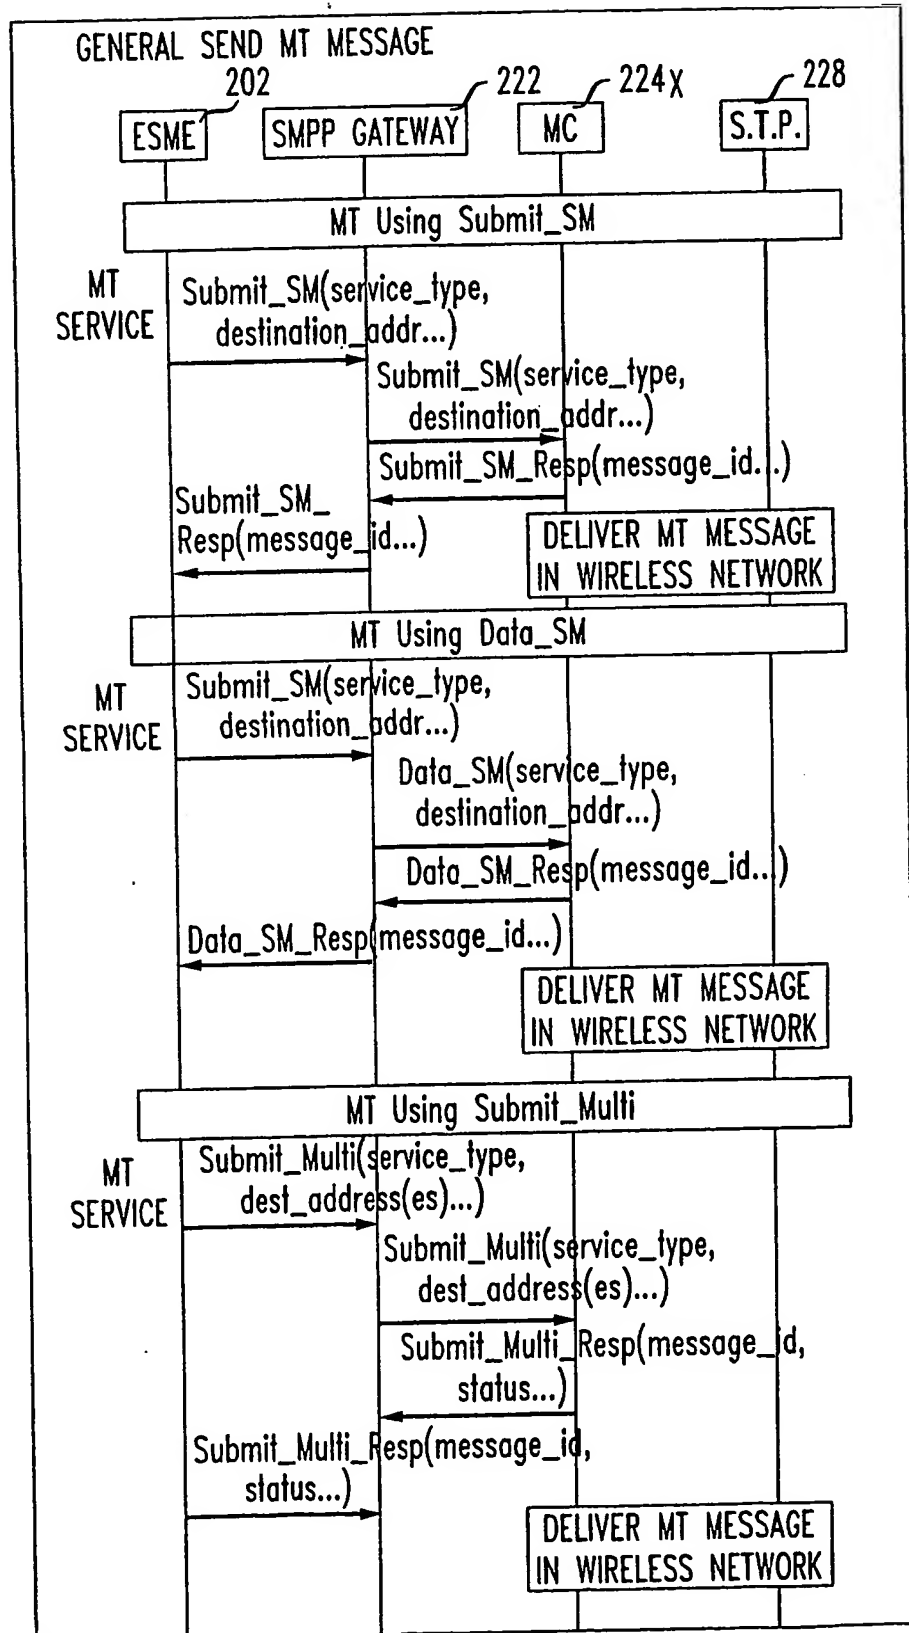 GENERAL SEND MT MESSAGE
202
222
224X
228
ESME
SMPP GATEWAY
MC
S.T.P.
MT Using Submit_SM
MT
SERVICE
Submit_SM(service_type,
destination_addr...)
Submit_SM(service_type,
destination_addr...)
Submit_SM_Resp(message_id...)
Submit_SM_
Resp(message_id...)
DELIVER MT MESSAGE
IN WIRELESS NETWORK
MT Using Data_SM
MT
SERVICE
Submit_SM(service_type,
destination_addr...)
Data_SM(service_type,
destination_addr...)
Data_SM_Resp(message_id...)
Data_SM_Resp(message_id...)
DELIVER MT MESSAGE
IN WIRELESS NETWORK
MT Using Submit_Multi
MT
SERVICE
Submit_Multi(service_type,
dest_address(es)...)
Submit_Multi(service_type,
dest_address(es)...)
Submit_Multi_Resp(message_id,
status...)
Submit_Multi_Resp(message_id,
status...)
DELIVER MT MESSAGE
IN WIRELESS NETWORK